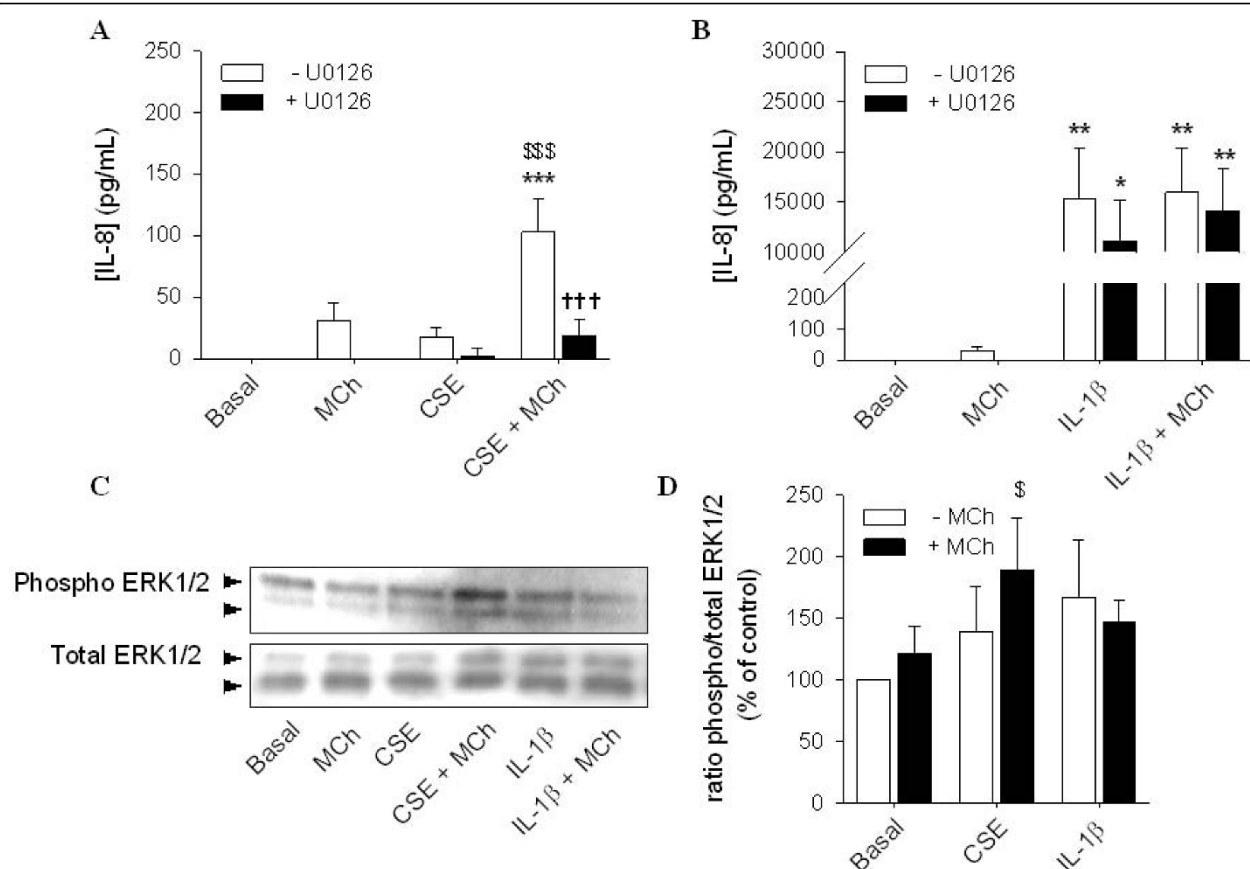 A
[IL-8] (pg/mL)
250
200
150
100
50
0
- U0126
+ U0126
$$$
***
†††
Basal
MCh
CSE
CSE + MCh
B
[IL-8] (pg/mL)
30000
25000
20000
15000
10000
200
100
0
- U0126
+ U0126
**
*
**
**
Basal
MCh
IL-1β
IL-1β + MCh
C
Phospho ERK1/2
Total ERK1/2
Basal
MCh
CSE
CSE + MCh
IL-1β
IL-1β + MCh
D
ratio phospho/total ERK1/2
(% of control)
250
200
150
100
50
0
- MCh
+ MCh
$
Basal
CSE
IL-1β